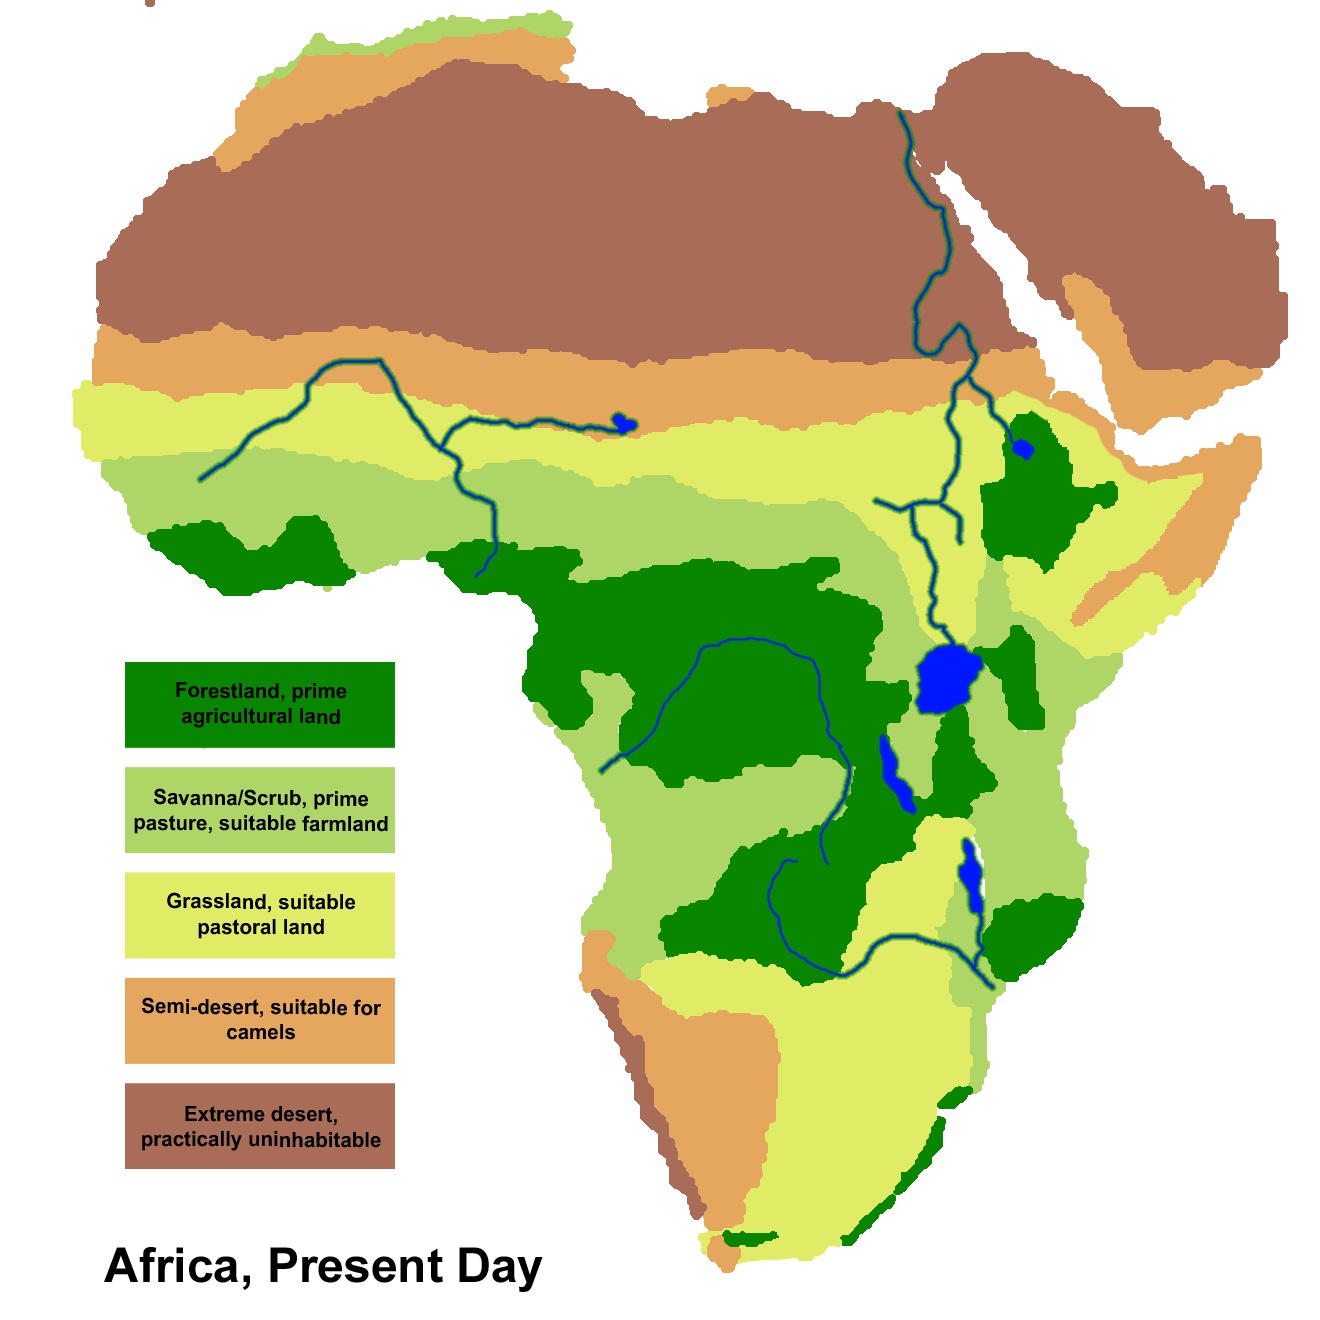 Forestland, prime
agricultural land
Savanna/Scrub, prime
pasture, suitable farmland
Grassland, suitable
pastoral land
Semi-desert, suitable for
camels
Extreme desert,
practically uninhabitable
Africa, Present Day